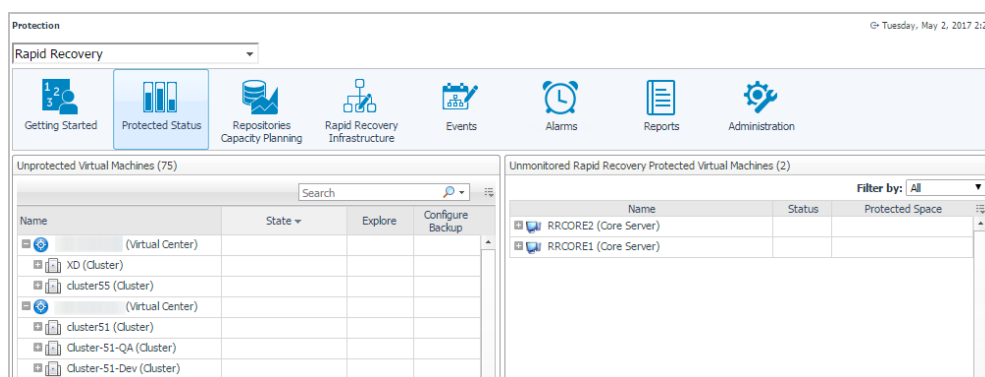 Protection
Tuesday, May 2, 2017 2:2
Rapid Recovery
1 2 3
Getting Started
Protected Status
Repositories
Capacity Planning
Rapid Recovery
Infrastructure
Events
Alarms
Reports
Administration
Unprotected Virtual Machines (75)
Search
Name State Explore Configure
Backup
(Virtual Center)
XD (Cluster)
cluster55 (Cluster)
(Virtual Center)
cluster51 (Cluster)
Cluster-51-QA (Cluster)
Cluster-51-Dev (Cluster)
Unmonitored Rapid Recovery Protected Virtual Machines (2)
Filter by: All
Name Status Protected Space
RRCORE2 (Core Server)
RRCORE1 (Core Server)